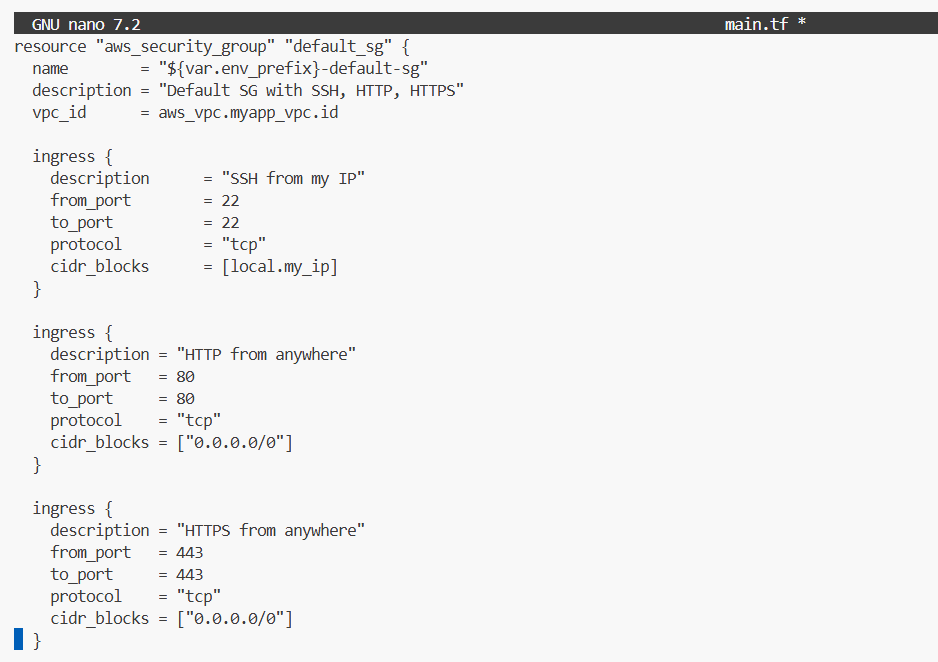 GNU nano 7.2 main.tf *
resource "aws_security_group" "default_sg" {
  name        = "${var.env_prefix}-default-sg"
  description = "Default SG with SSH, HTTP, HTTPS"
  vpc_id      = aws_vpc.myapp_vpc.id

  ingress {
    description      = "SSH from my IP"
    from_port        = 22
    to_port          = 22
    protocol         = "tcp"
    cidr_blocks      = [local.my_ip]
  }

  ingress {
    description = "HTTP from anywhere"
    from_port   = 80
    to_port     = 80
    protocol    = "tcp"
    cidr_blocks = ["0.0.0.0/0"]
  }

  ingress {
    description = "HTTPS from anywhere"
    from_port   = 443
    to_port     = 443
    protocol    = "tcp"
    cidr_blocks = ["0.0.0.0/0"]
  }